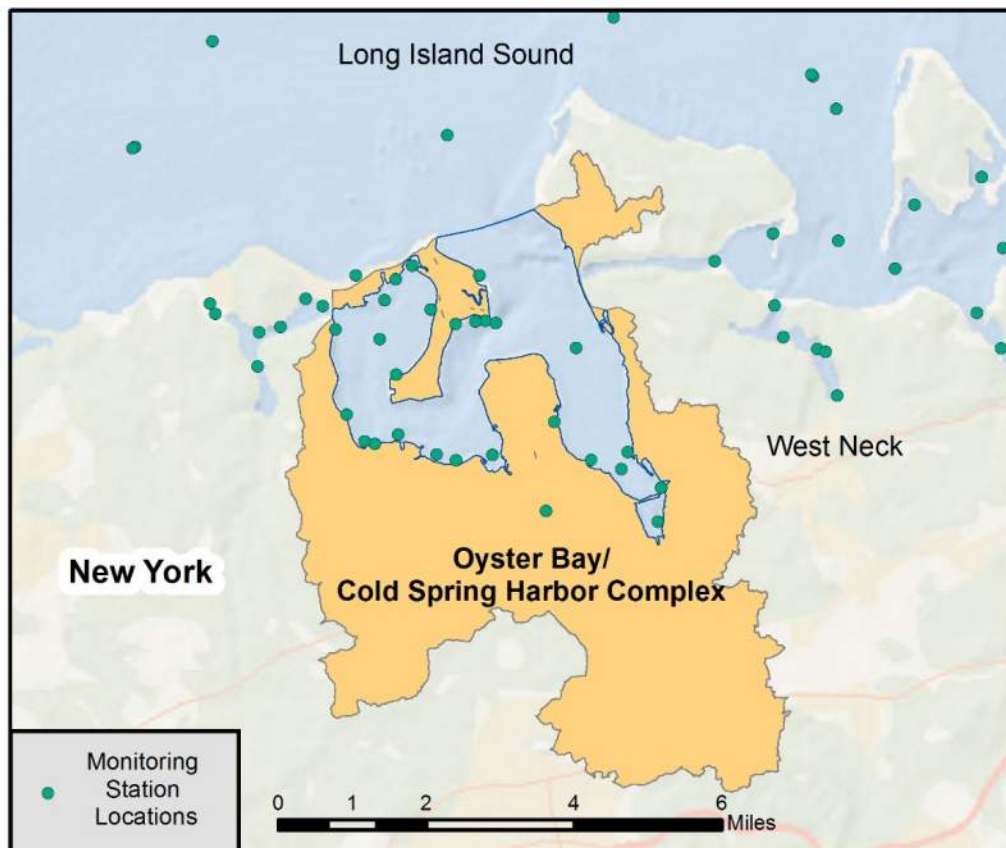 Long Island Sound
West Neck
New York
Oyster Bay/
Cold Spring Harbor Complex
Monitoring
Station
Locations
0 1 2 4 6
Miles